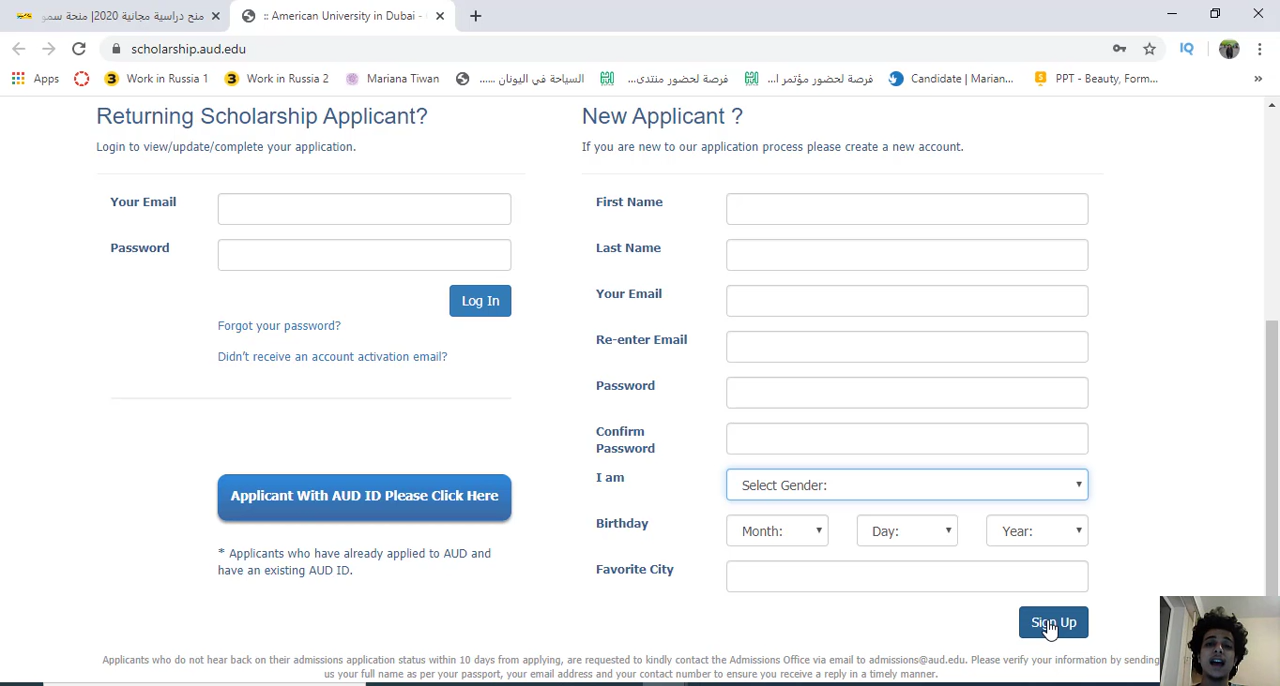 منح دراسية مجانية 2020| منحة سمو
:: American University in Dubai -
scholarship.aud.edu
IQ
Apps
Work in Russia 1
Work in Russia 2
Mariana Tiwan
السياحة في اليونان ......
فرصة لحضور منتدى...
فرصة لحضور مؤتمر ا...
Candidate | Marian...
PPT - Beauty, Form...
Returning Scholarship Applicant?
Login to view/update/complete your application.
Your Email
Password
Log In
Forgot your password?
Didn't receive an account activation email?
Applicant With AUD ID Please Click Here
* Applicants who have already applied to AUD and
have an existing AUD ID.
New Applicant ?
If you are new to our application process please create a new account.
First Name
Last Name
Your Email
Re-enter Email
Password
Confirm
Password
I am
Select Gender:
Birthday
Month:
Day:
Year:
Favorite City
Sign Up
Applicants who do not hear back on their admissions application status within 10 days from applying, are requested to kindly contact the Admissions Office via email to admissions@aud.edu. Please verify your information by sending
us your full name as per your passport, your email address and your contact number to ensure you receive a reply in a timely manner.